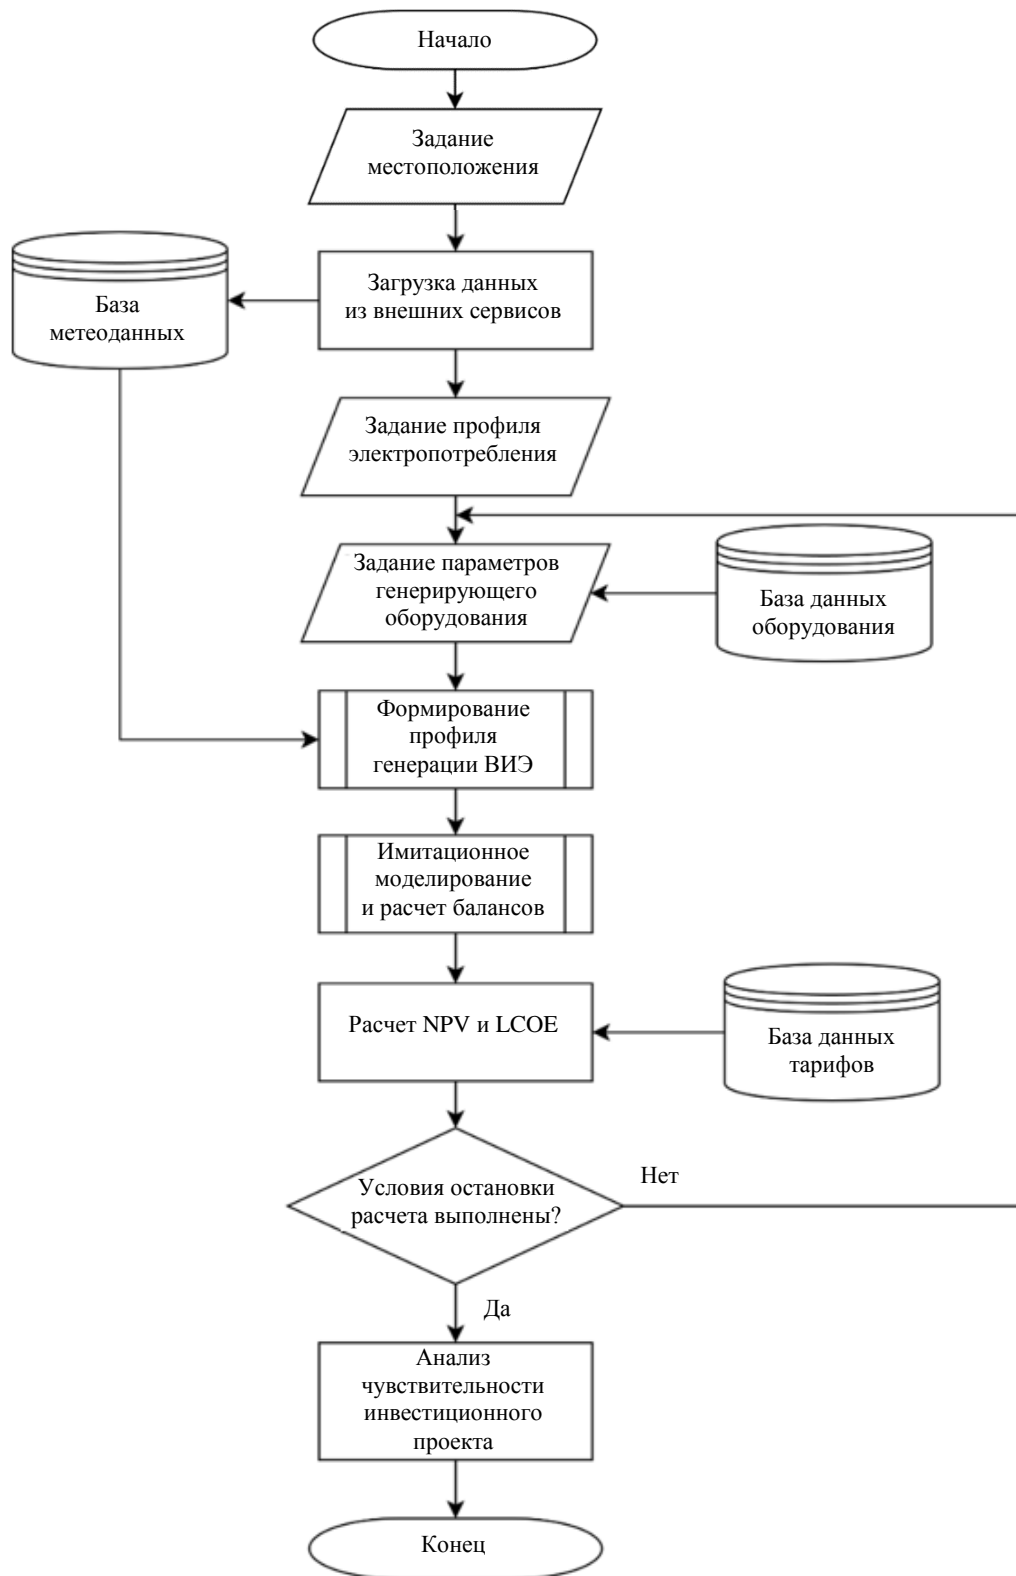 Начало
Задание
местоположения
Загрузка данных
из внешних сервисов
База
метеоданных
Задание профиля
электропотребления
Задание параметров
генерирующего
оборудования
База данных
оборудования
Формирование
профиля
генерации ВИЭ
Имитационное
моделирование
и расчет балансов
Расчет NPV и LCOE
База данных
тарифов
Условия остановки
расчета выполнены?
Нет
Да
Анализ
чувствительности
инвестиционного
проекта
Конец